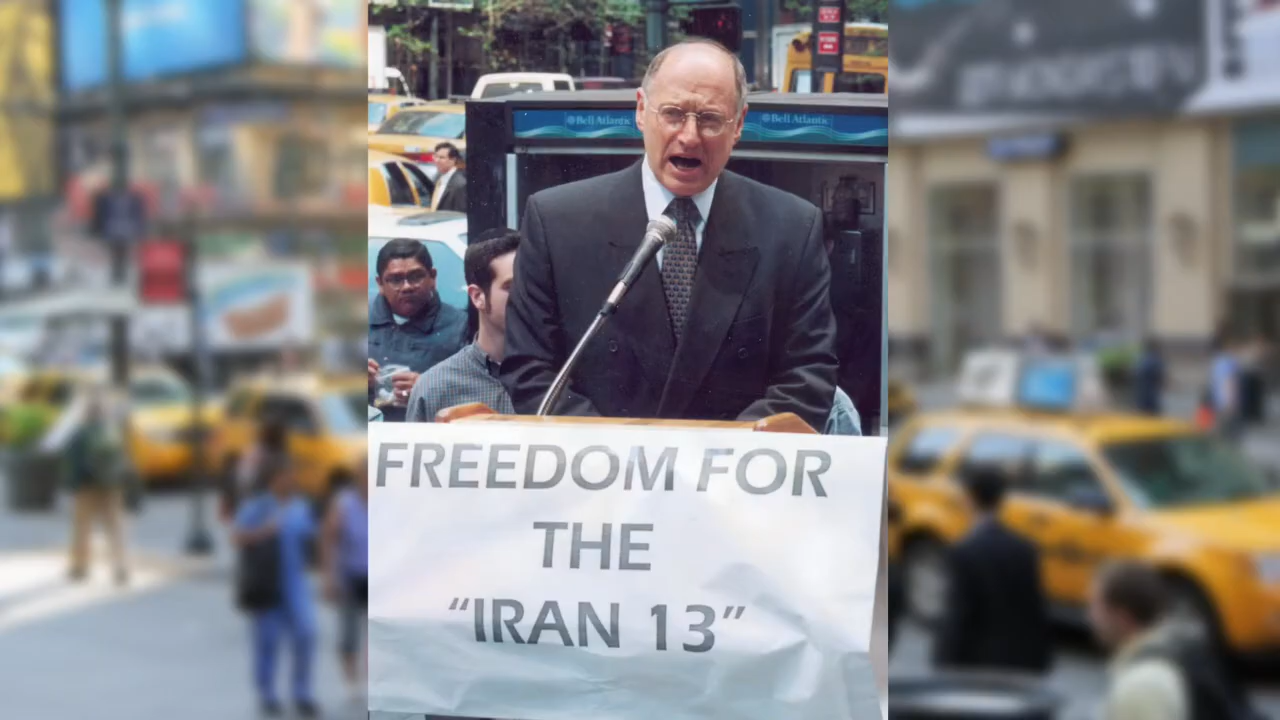 Bell Atlantic
Bell Atlantic
FREEDOM FOR
THE
“IRAN 13”